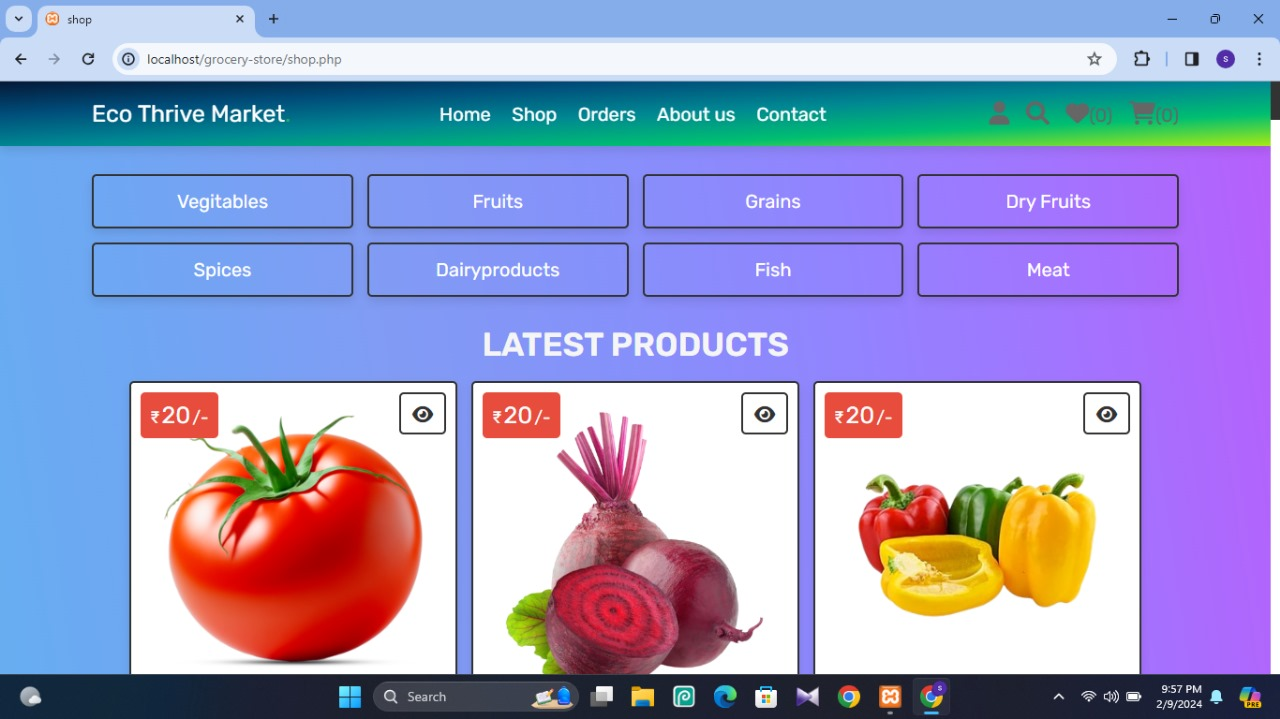 shop
localhost/grocery-store/shop.php
S
Eco Thrive Market.
Home Shop Orders About us Contact
(0) (0)
Vegitables Fruits Grains Dry Fruits
Spices Dairyproducts Fish Meat
LATEST PRODUCTS
₹20/- ₹20/- ₹20/-
Search
S
9:57 PM
2/9/2024
PRE